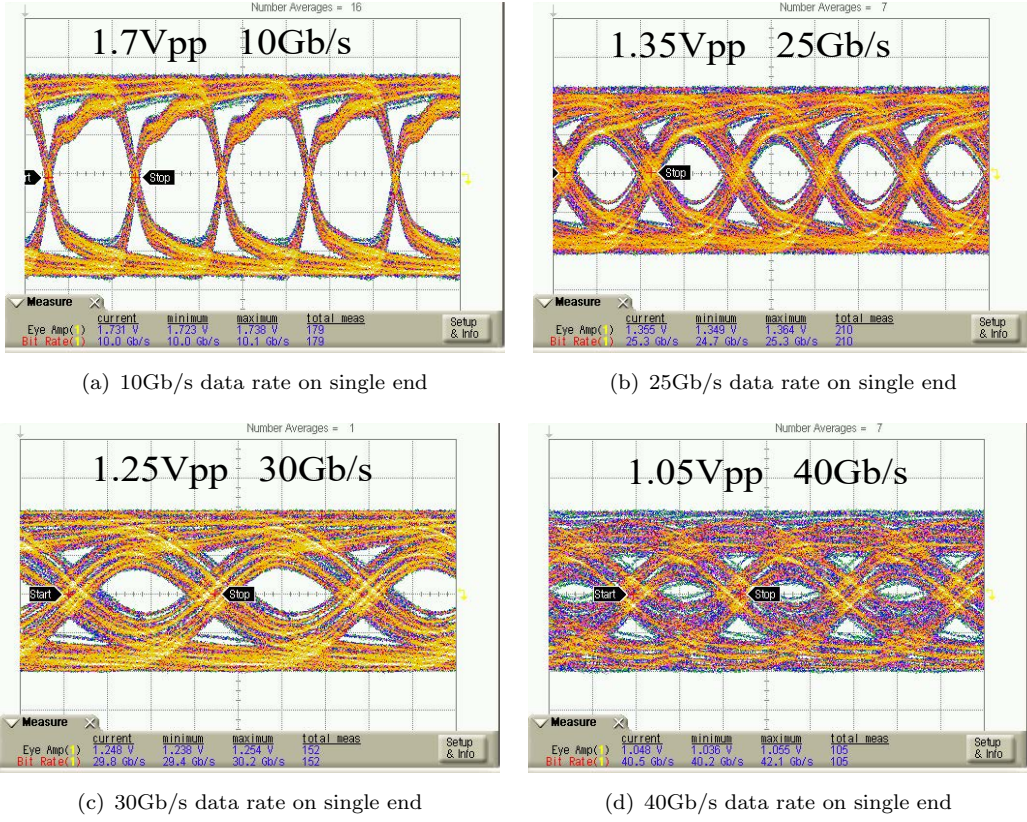 Number Averages = 16
1.7Vpp 10Gb/s
Stop
Measure
current minimum maximum total meas
Eye Amp(1) 1.731 V 1.723 V 1.738 V 179
Bit Rate(1) 10.0 Gb/s 10.0 Gb/s 10.1 Gb/s 179
Setup
& Info
(a) 10Gb/s data rate on single end
Number Averages = 7
1.35Vpp 25Gb/s
Stop
Measure
current minimum maximum total meas
Eye Amp(1) 1.355 V 1.349 V 1.364 V 210
Bit Rate(1) 25.3 Gb/s 24.7 Gb/s 25.3 Gb/s 210
Setup
& Info
(b) 25Gb/s data rate on single end
Number Averages = 1
1.25Vpp 30Gb/s
Start Stop
Measure
current minimum maximum total meas
Eye Amp(1) 1.248 V 1.238 V 1.254 V 152
Bit Rate(1) 29.8 Gb/s 29.4 Gb/s 30.2 Gb/s 152
Setup
& Info
(c) 30Gb/s data rate on single end
Number Averages = 7
1.05Vpp 40Gb/s
Start Stop
Measure
current minimum maximum total meas
Eye Amp(1) 1.048 V 1.036 V 1.055 V 105
Bit Rate(1) 40.5 Gb/s 40.2 Gb/s 42.1 Gb/s 105
Setup
& Info
(d) 40Gb/s data rate on single end